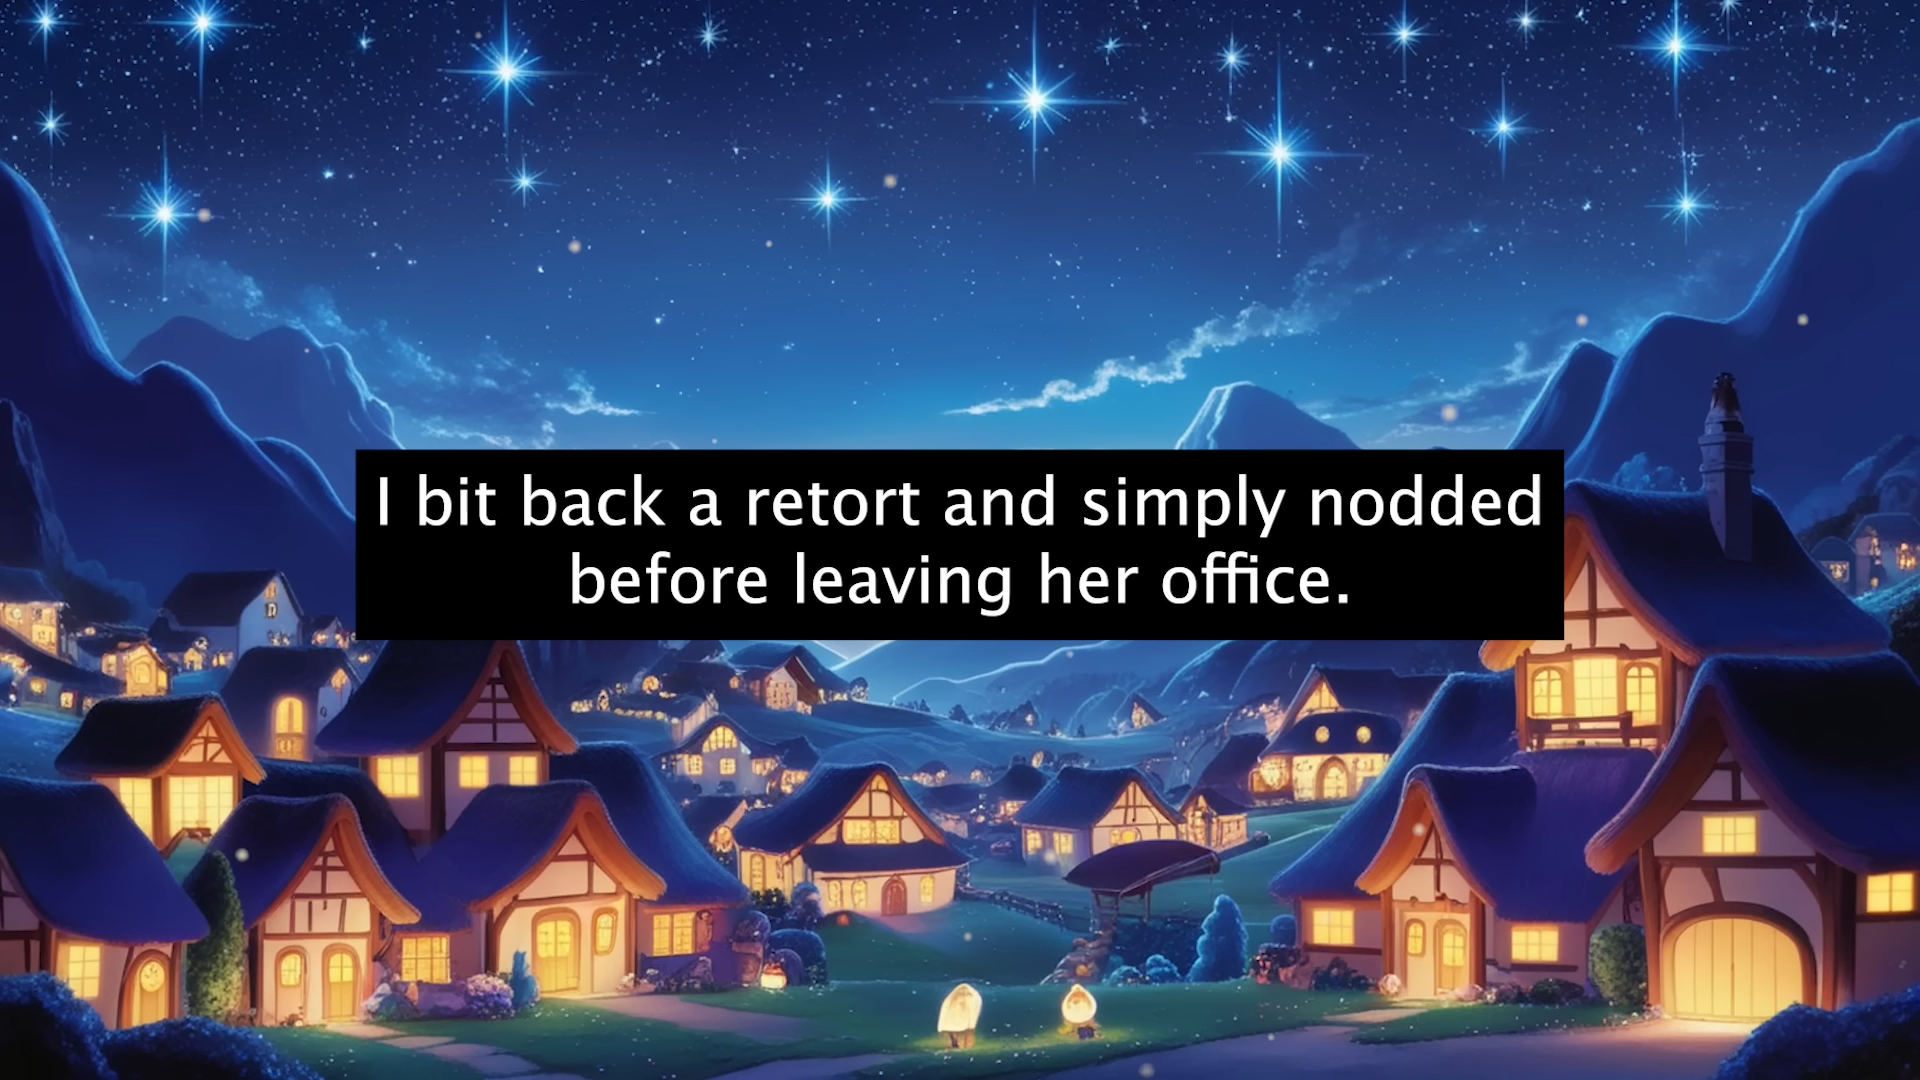 I bit back a retort and simply nodded
before leaving her office.